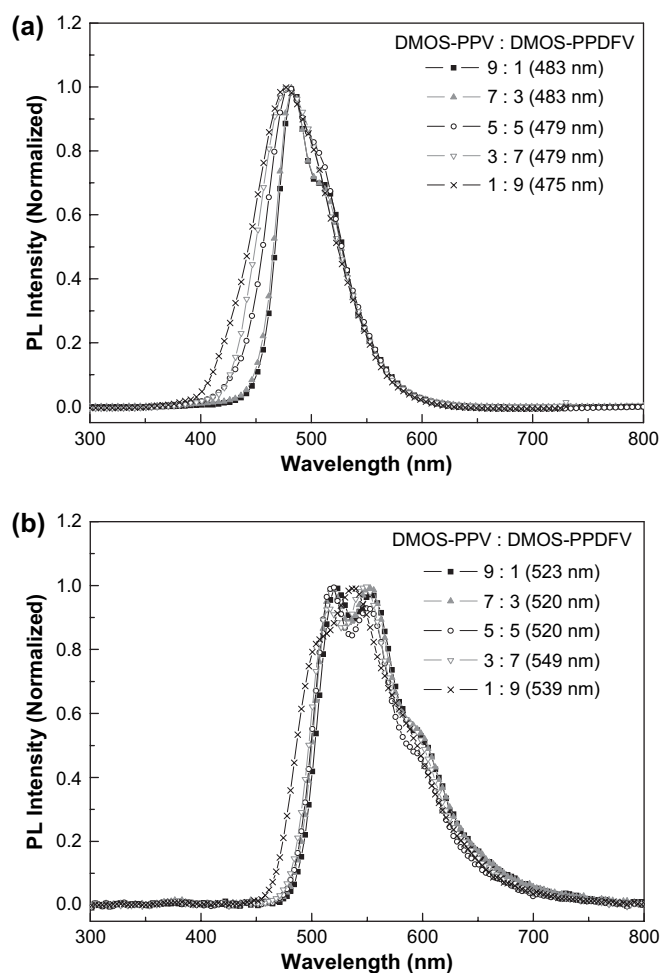 (a)
DMOS-PPV : DMOS-PPDFV
9 : 1 (483 nm)
7 : 3 (483 nm)
5 : 5 (479 nm)
3 : 7 (479 nm)
1 : 9 (475 nm)
PL Intensity (Normalized)
1.2
1.0
0.8
0.6
0.4
0.2
0.0
300 400 500 600 700 800
Wavelength (nm)
(b)
DMOS-PPV : DMOS-PPDFV
9 : 1 (523 nm)
7 : 3 (520 nm)
5 : 5 (520 nm)
3 : 7 (549 nm)
1 : 9 (539 nm)
PL Intensity (Normalized)
1.2
1.0
0.8
0.6
0.4
0.2
0.0
300 400 500 600 700 800
Wavelength (nm)